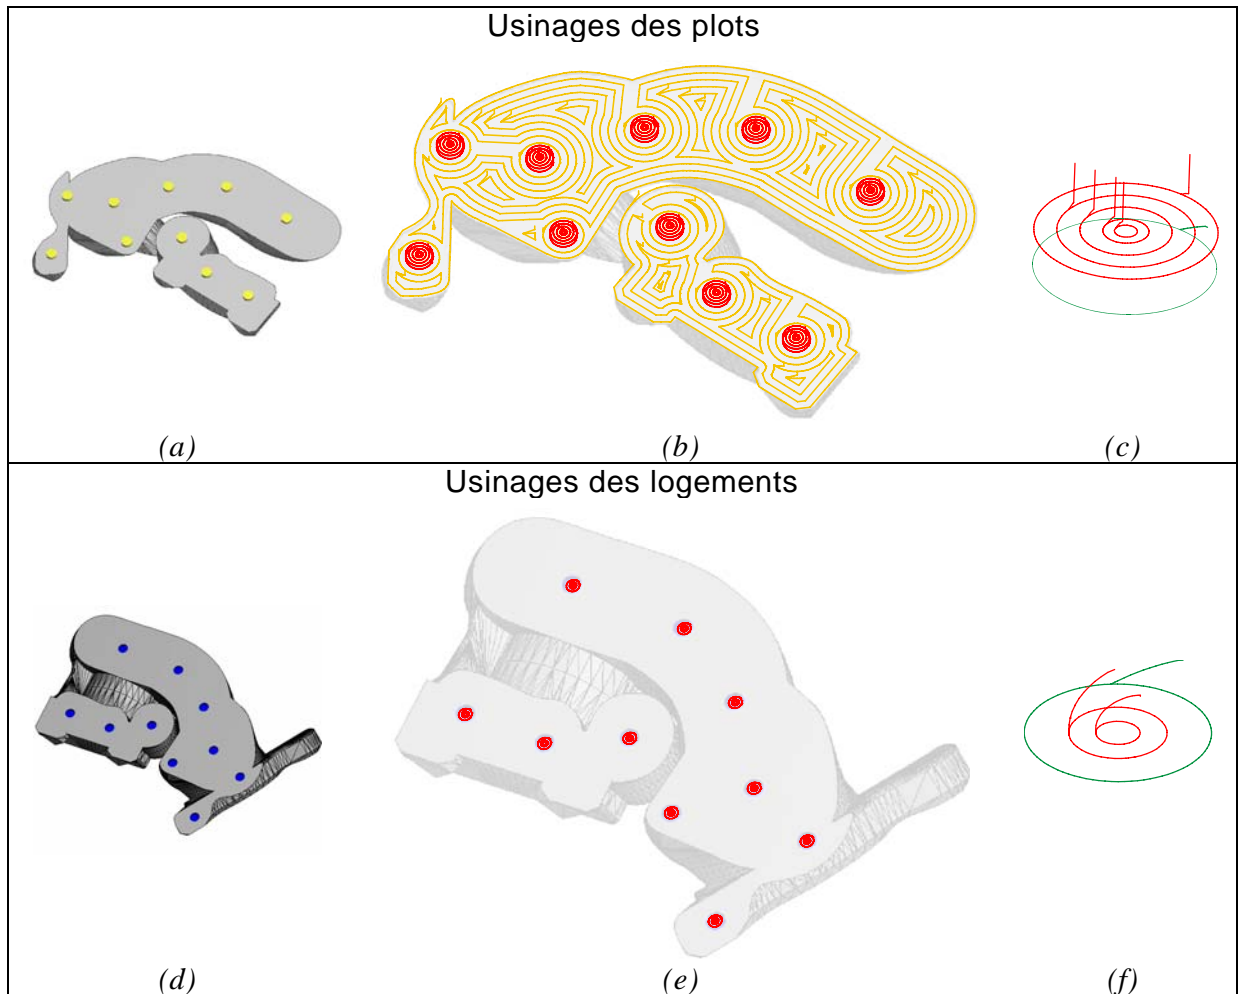 Usinages des plots
(a) (b) (c)
Usinages des logements
(d) (e) (f)